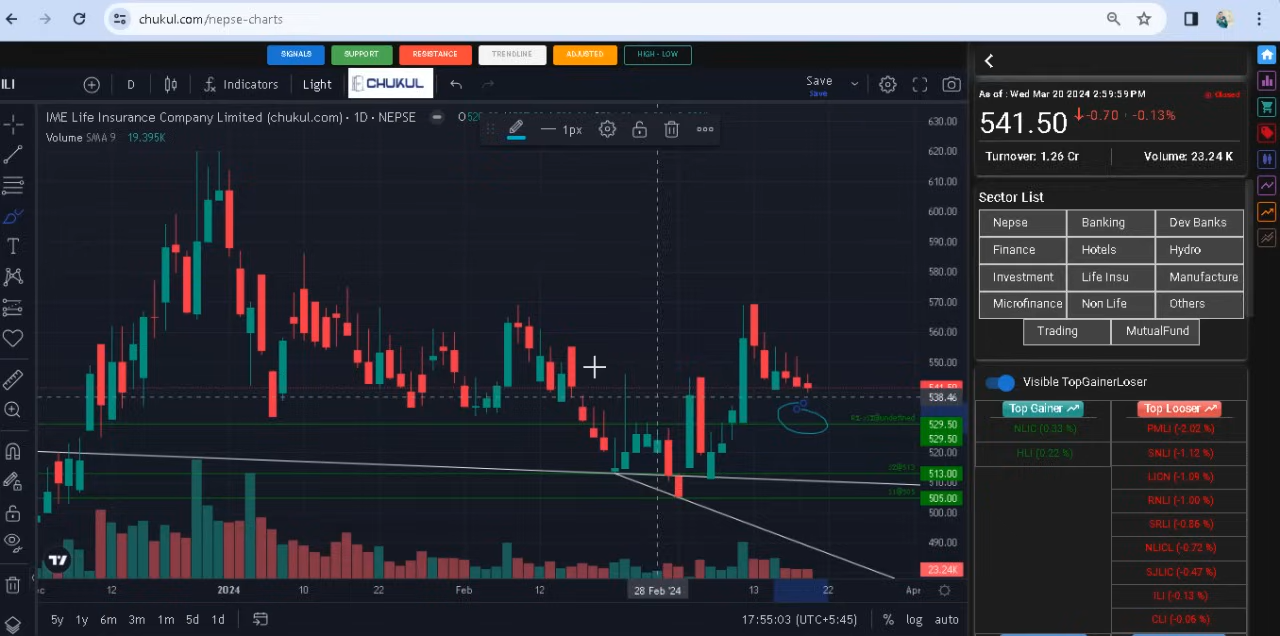 chukul.com/nepse-charts
SIGNALS SUPPORT RESISTANCE TRENDLINE ADJUSTED HIGH - LOW
ILI D Indicators Light CHUKUL Save
Save
IME Life Insurance Company Limited (chukul.com) · 1D · NEPSE
1px
Volume SMA 9 19.395K
630.00
620.00
610.00
600.00
590.00
580.00
570.00
560.00
550.00
541.50
538.46
529.50
529.50
520.00
513.00
510.00
505.00
500.00
490.00
23.24K
12 2024 10 22 Feb 12 28 Feb '24 13 22 Apr
5y 1y 6m 3m 1m 5d 1d 17:55:03 (UTC+5:45) % log auto
As of : Wed Mar 20 2024 2:59:59 PM Closed
541.50 -0.70 · -0.13%
Turnover: 1.26 Cr Volume: 23.24 K
Sector List
Nepse Banking Dev Banks
Finance Hotels Hydro
Investment Life Insu Manufacture
Microfinance Non Life Others
Trading MutualFund
Visible TopGainerLoser
Top Gainer Top Looser
NLIC (0.33 %) PMLI (-2.02 %)
HLI (0.22 %) SNLI (-1.12 %)
LICN (-1.09 %)
RNLI (-1.00 %)
SRLI (-0.86 %)
NLICL (-0.72 %)
SJLIC (-0.47 %)
ILI (-0.13 %)
CLI (-0.06 %)